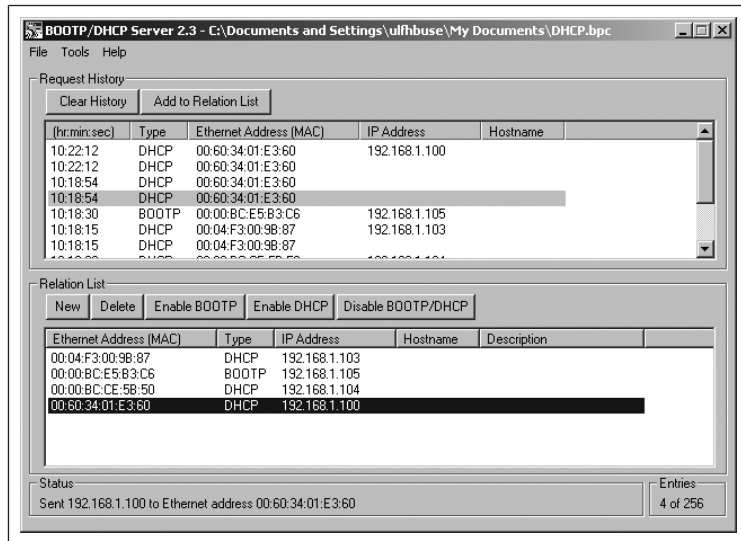 BOOTP/DHCP Server 2.3 - C:\Documents and Settings\ulfhbuse\My Documents\DHCP.bpc
File Tools Help
Request History
Clear History Add to Relation List
(hr:min:sec) Type Ethernet Address (MAC) IP Address Hostname
10:22:12 DHCP 00:60:34:01:E3:60 192.168.1.100
10:22:12 DHCP 00:60:34:01:E3:60
10:18:54 DHCP 00:60:34:01:E3:60
10:18:54 DHCP 00:60:34:01:E3:60
10:18:30 BOOTP 00:00:BC:E5:B3:C6 192.168.1.105
10:18:15 DHCP 00:04:F3:00:9B:87 192.168.1.103
10:18:15 DHCP 00:04:F3:00:9B:87
Relation List
New Delete Enable BOOTP Enable DHCP Disable BOOTP/DHCP
Ethernet Address (MAC) Type IP Address Hostname Description
00:04:F3:00:9B:87 DHCP 192.168.1.103
00:00:BC:E5:B3:C6 BOOTP 192.168.1.105
00:00:BC:CE:5B:50 DHCP 192.168.1.104
00:60:34:01:E3:60 DHCP 192.168.1.100
Status
Sent 192.168.1.100 to Ethernet address 00:60:34:01:E3:60
Entries
4 of 256